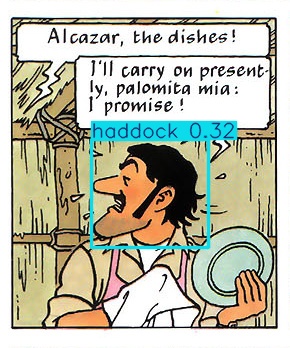 Alcazar, the dishes!
I'll carry on present-
ly, palomita mia:
I promise!
haddock 0.32